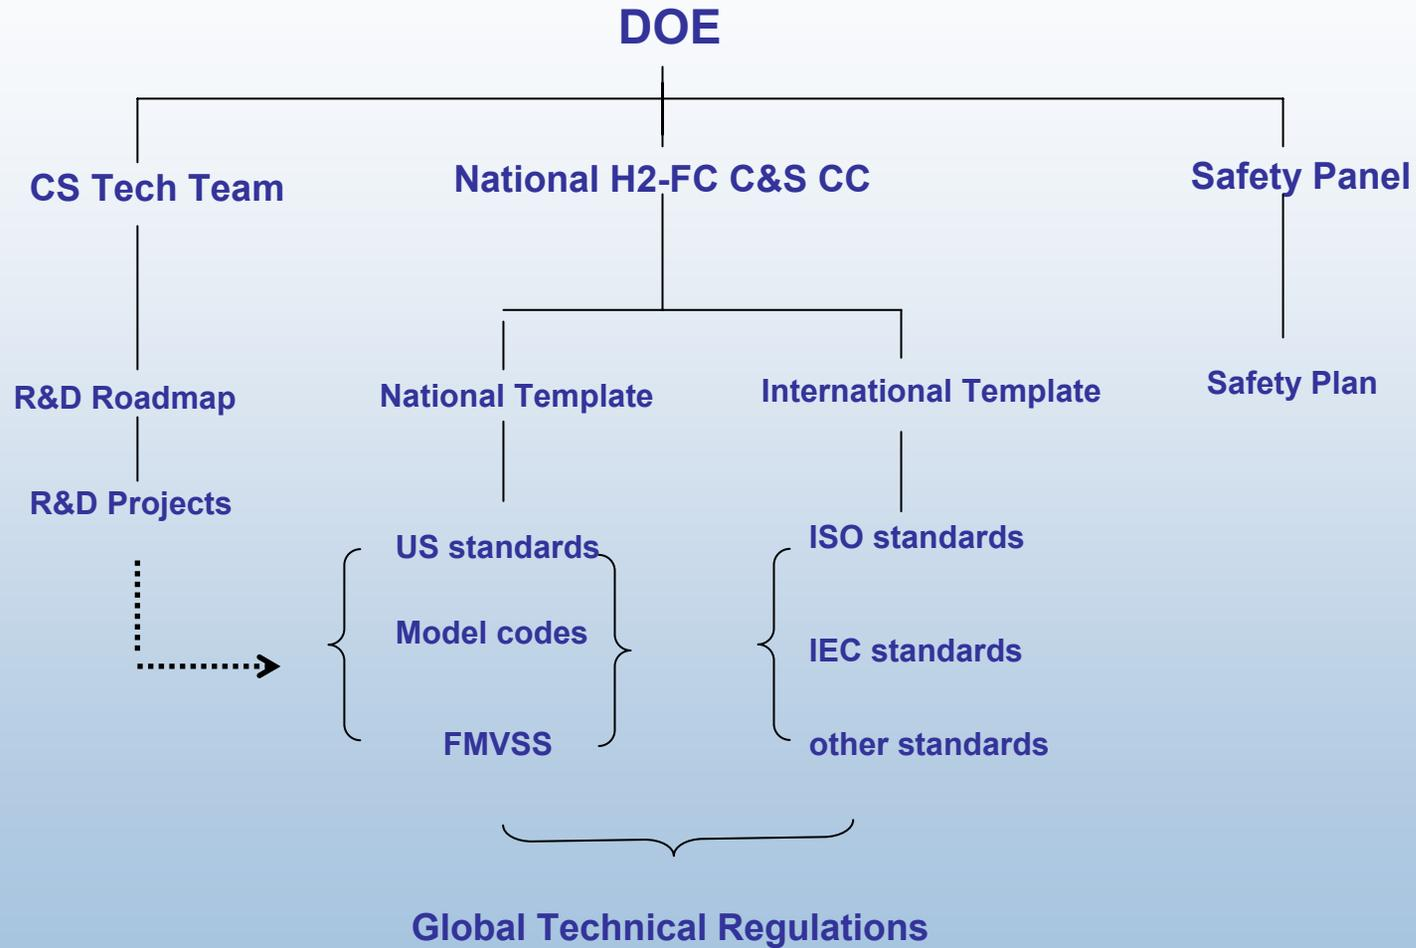 DOE
CS Tech Team
National H2-FC C&S CC
Safety Panel
R&D Roadmap
National Template
International Template
Safety Plan
R&D Projects
US standards
ISO standards
Model codes
IEC standards
FMVSS
other standards
Global Technical Regulations